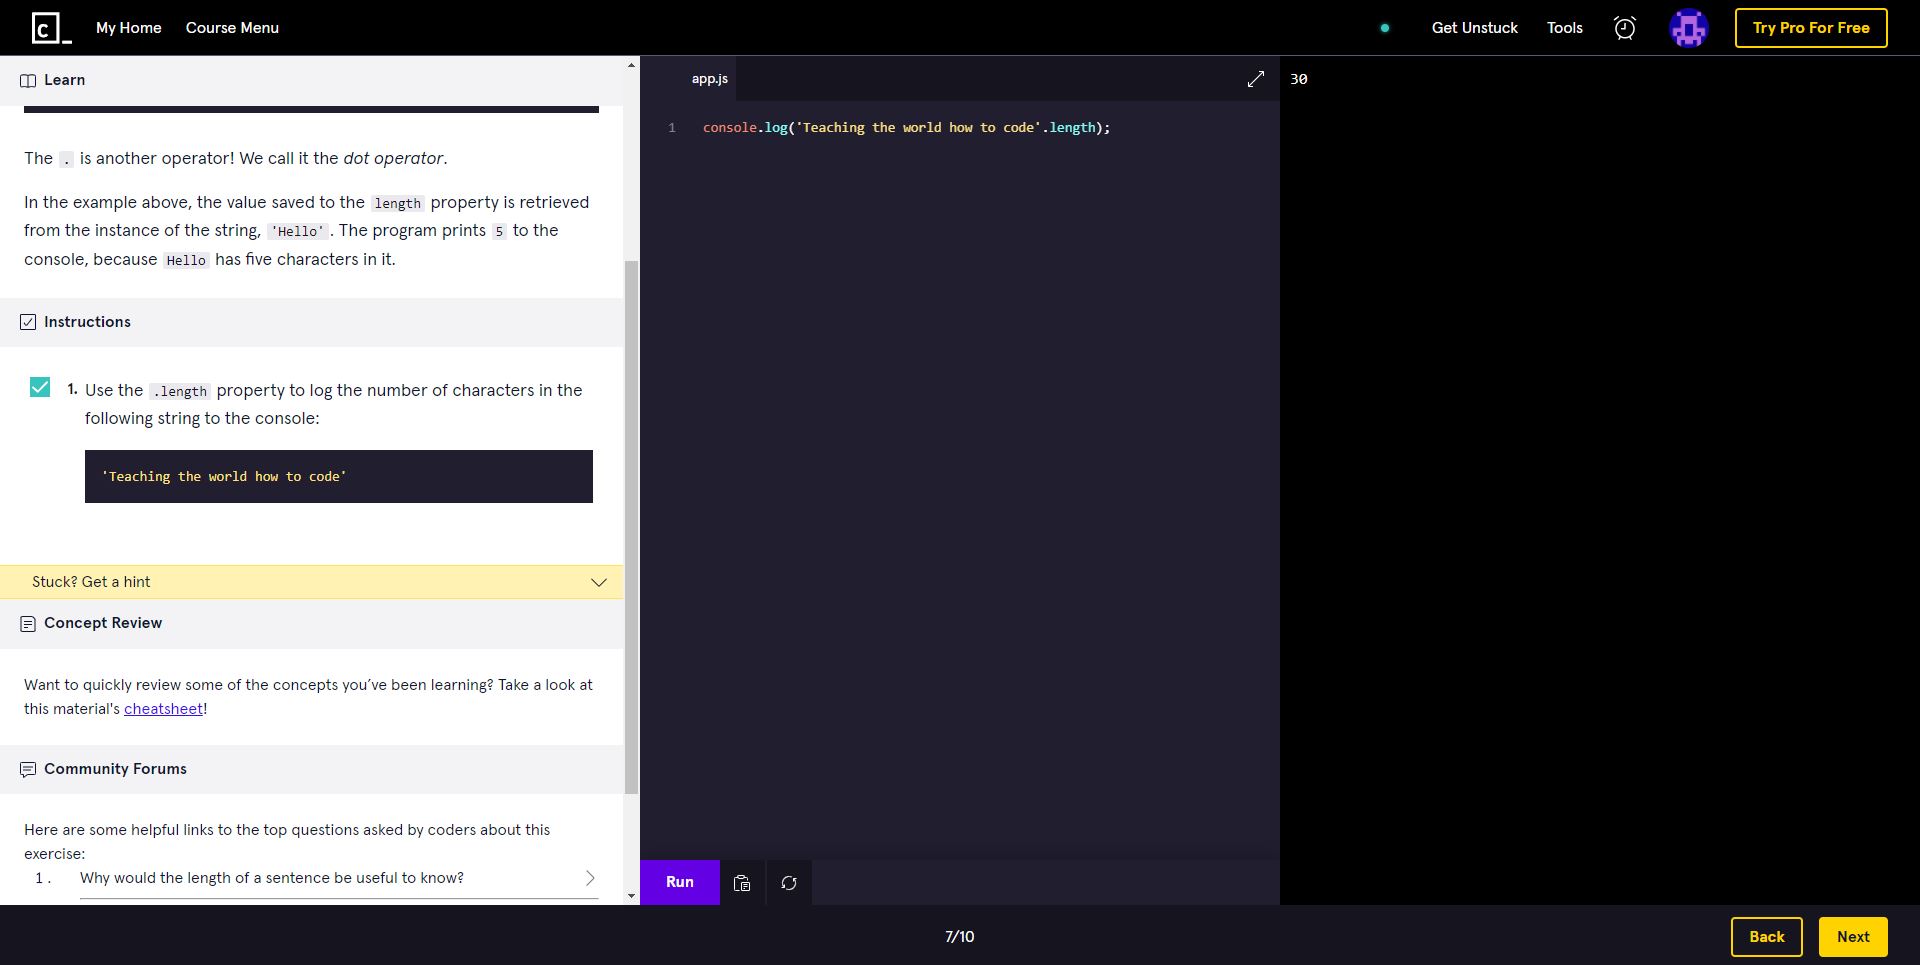 c_ My Home Course Menu Get Unstuck Tools Try Pro For Free
Learn
The . is another operator! We call it the dot operator.
In the example above, the value saved to the length property is retrieved
from the instance of the string, 'Hello'. The program prints 5 to the
console, because Hello has five characters in it.
Instructions
1. Use the .length property to log the number of characters in the
following string to the console:
'Teaching the world how to code'
Stuck? Get a hint
Concept Review
Want to quickly review some of the concepts you’ve been learning? Take a look at
this material's cheatsheet!
Community Forums
Here are some helpful links to the top questions asked by coders about this
exercise:
1. Why would the length of a sentence be useful to know?
app.js
1 console.log('Teaching the world how to code'.length);
Run
30
7/10
Back Next